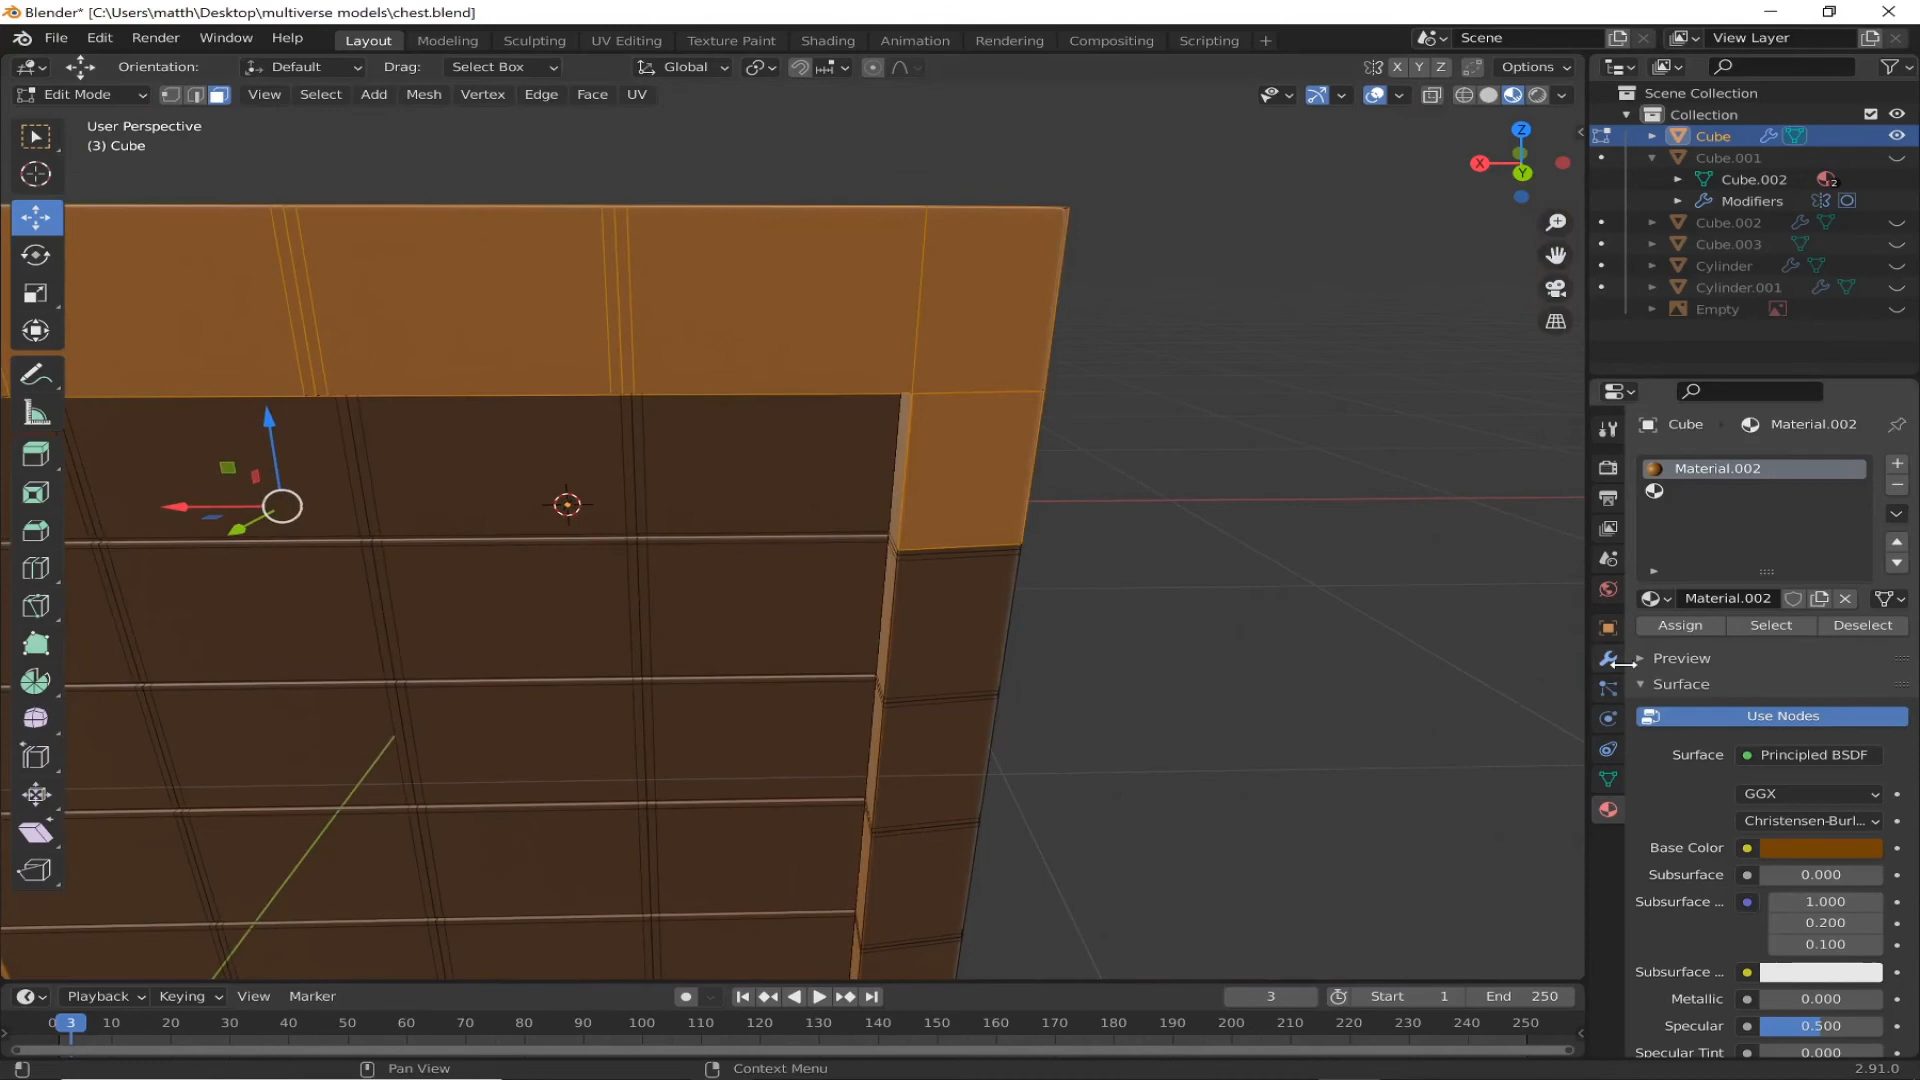 Blender* [C:\Users\matth\Desktop\multiverse models\chest.blend]
File Edit Render Window Help Layout Modeling Sculpting UV Editing Texture Paint Shading Animation Rendering Compositing Scripting + Scene View Layer
Orientation: Default Drag: Select Box Global X Y Z Options
Edit Mode View Select Add Mesh Vertex Edge Face UV
User Perspective
(3) Cube
Z
X
Y
Scene Collection
Collection
Cube
Cube.001
Cube.002 2
Modifiers
Cube.002
Cube.003
Cylinder
Cylinder.001
Empty
Cube Material.002
Material.002
Material.002
Assign Select Deselect
Preview
Surface
Use Nodes
Surface Principled BSDF
GGX
Christensen-Burl...
Base Color
Subsurface 0.000
Subsurface ... 1.000
0.200
0.100
Subsurface ...
Metallic 0.000
Specular 0.500
Specular Tint 0.000
Playback Keying View Marker 3 Start 1 End 250
0 3 10 20 30 40 50 60 70 80 90 100 110 120 130 140 150 160 170 180 190 200 210 220 230 240 250
Pan View Context Menu 2.91.0